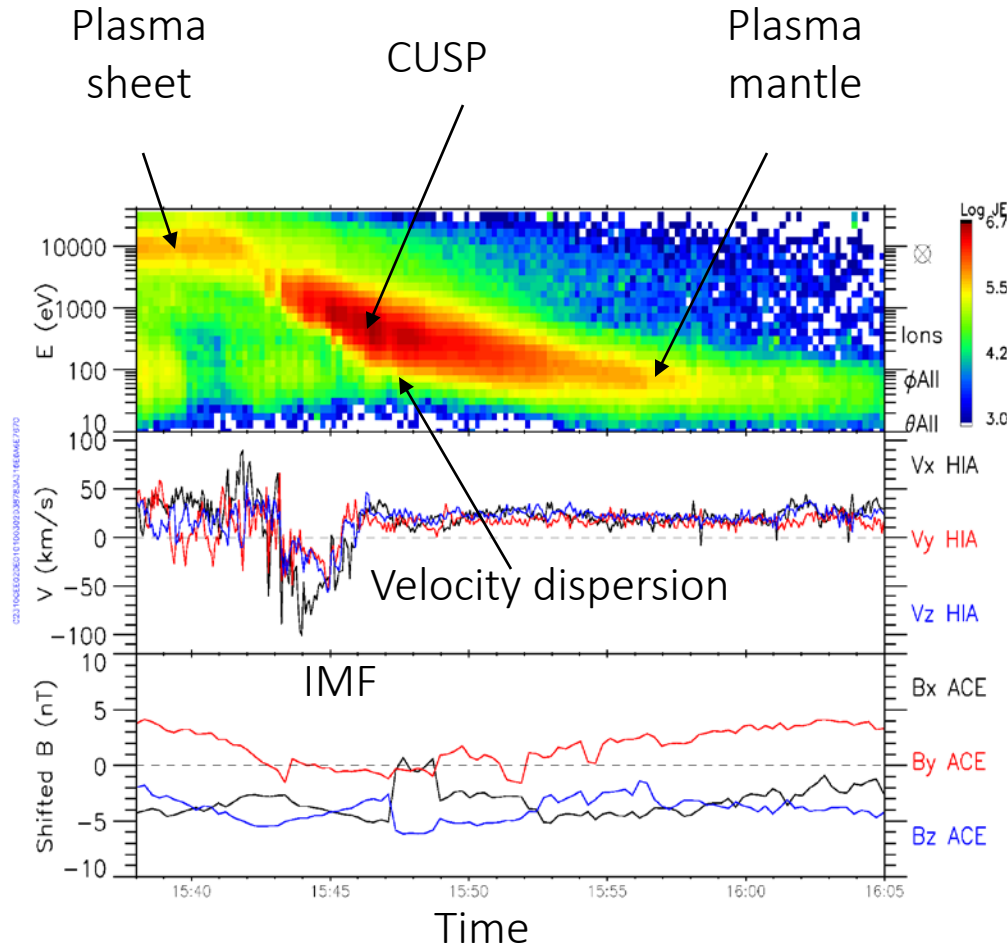 Plasma
sheet
CUSP
Plasma
mantle
Log JE
6.7
5.5
4.2
3.0
Ions
ϕAll
θAll
E (eV)
10000
1000
100
10
V (km/s)
100
50
0
-50
-100
Vx HIA
Vy HIA
Vz HIA
Velocity dispersion
IMF
Shifted B (nT)
10
5
0
-5
-10
Bx ACE
By ACE
Bz ACE
15:40
15:45
15:50
15:55
16:00
16:05
Time